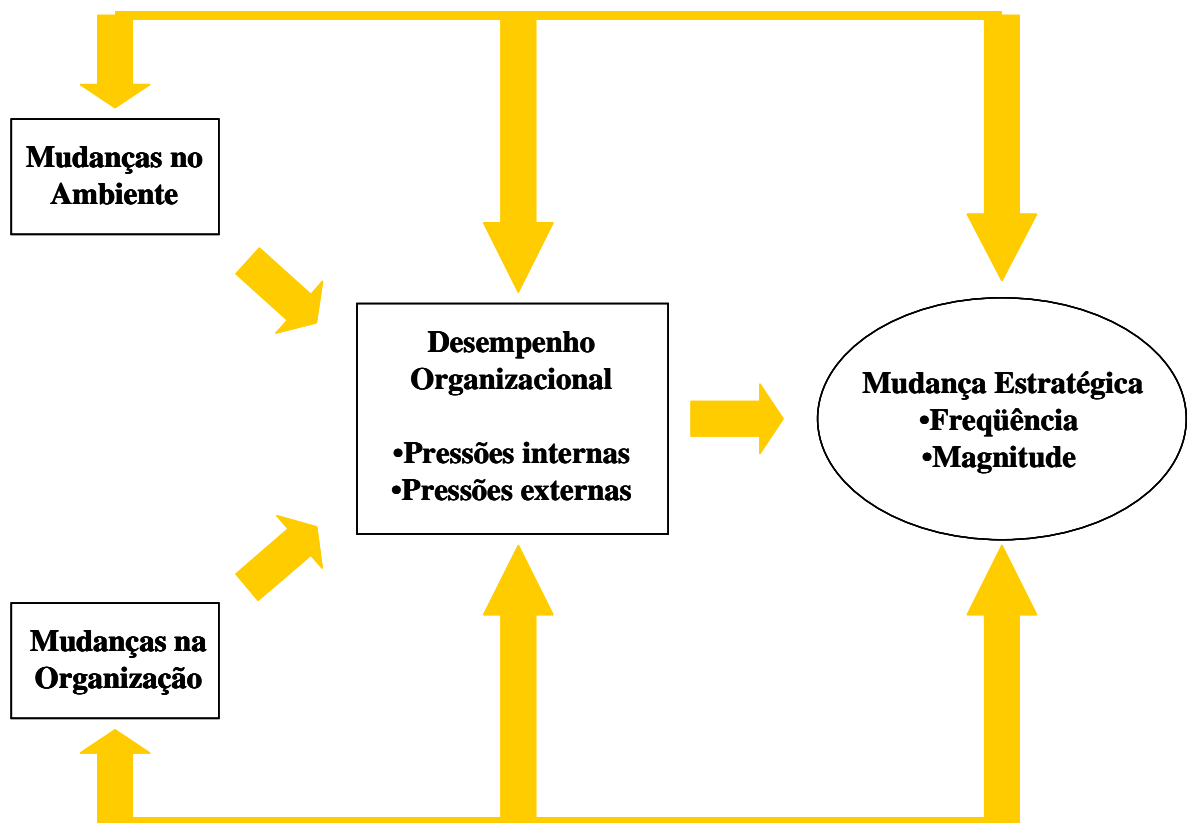 Mudanças no
Ambiente
Desempenho
Organizacional
•Pressões internas
•Pressões externas
Mudança Estratégica
•Freqüência
•Magnitude
Mudanças na
Organização